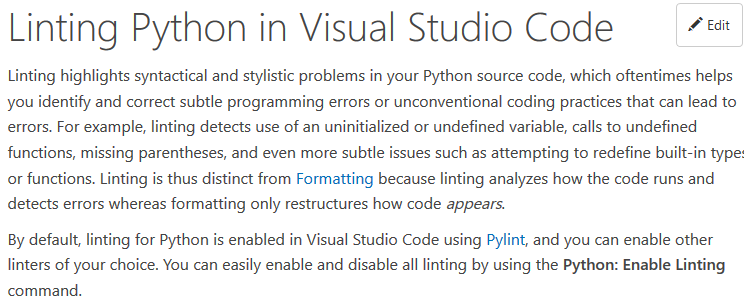 Linting Python in Visual Studio Code
Edit
Linting highlights syntactical and stylistic problems in your Python source code, which oftentimes helps
you identify and correct subtle programming errors or unconventional coding practices that can lead to
errors. For example, linting detects use of an uninitialized or undefined variable, calls to undefined
functions, missing parentheses, and even more subtle issues such as attempting to redefine built-in types
or functions. Linting is thus distinct from Formatting because linting analyzes how the code runs and
detects errors whereas formatting only restructures how code appears.
By default, linting for Python is enabled in Visual Studio Code using Pylint, and you can enable other
linters of your choice. You can easily enable and disable all linting by using the Python: Enable Linting
command.